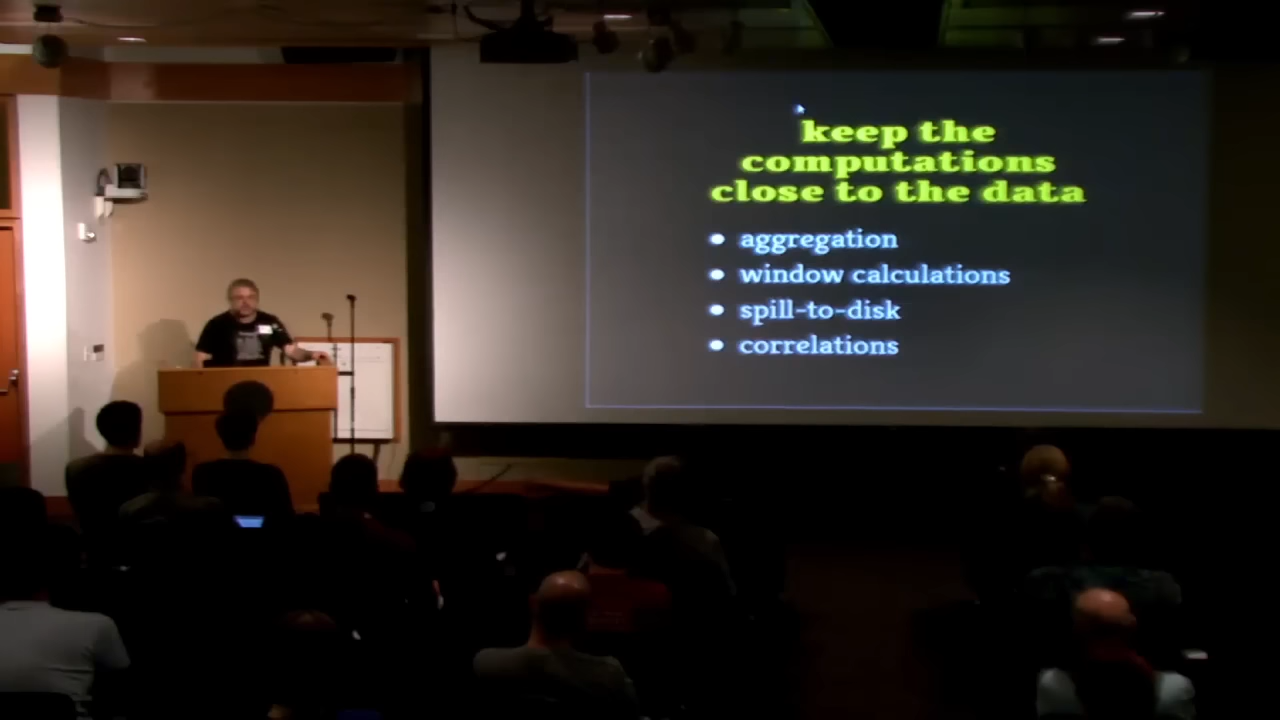 keep the
computations
close to the data
• aggregation
• window calculations
• spill-to-disk
• correlations